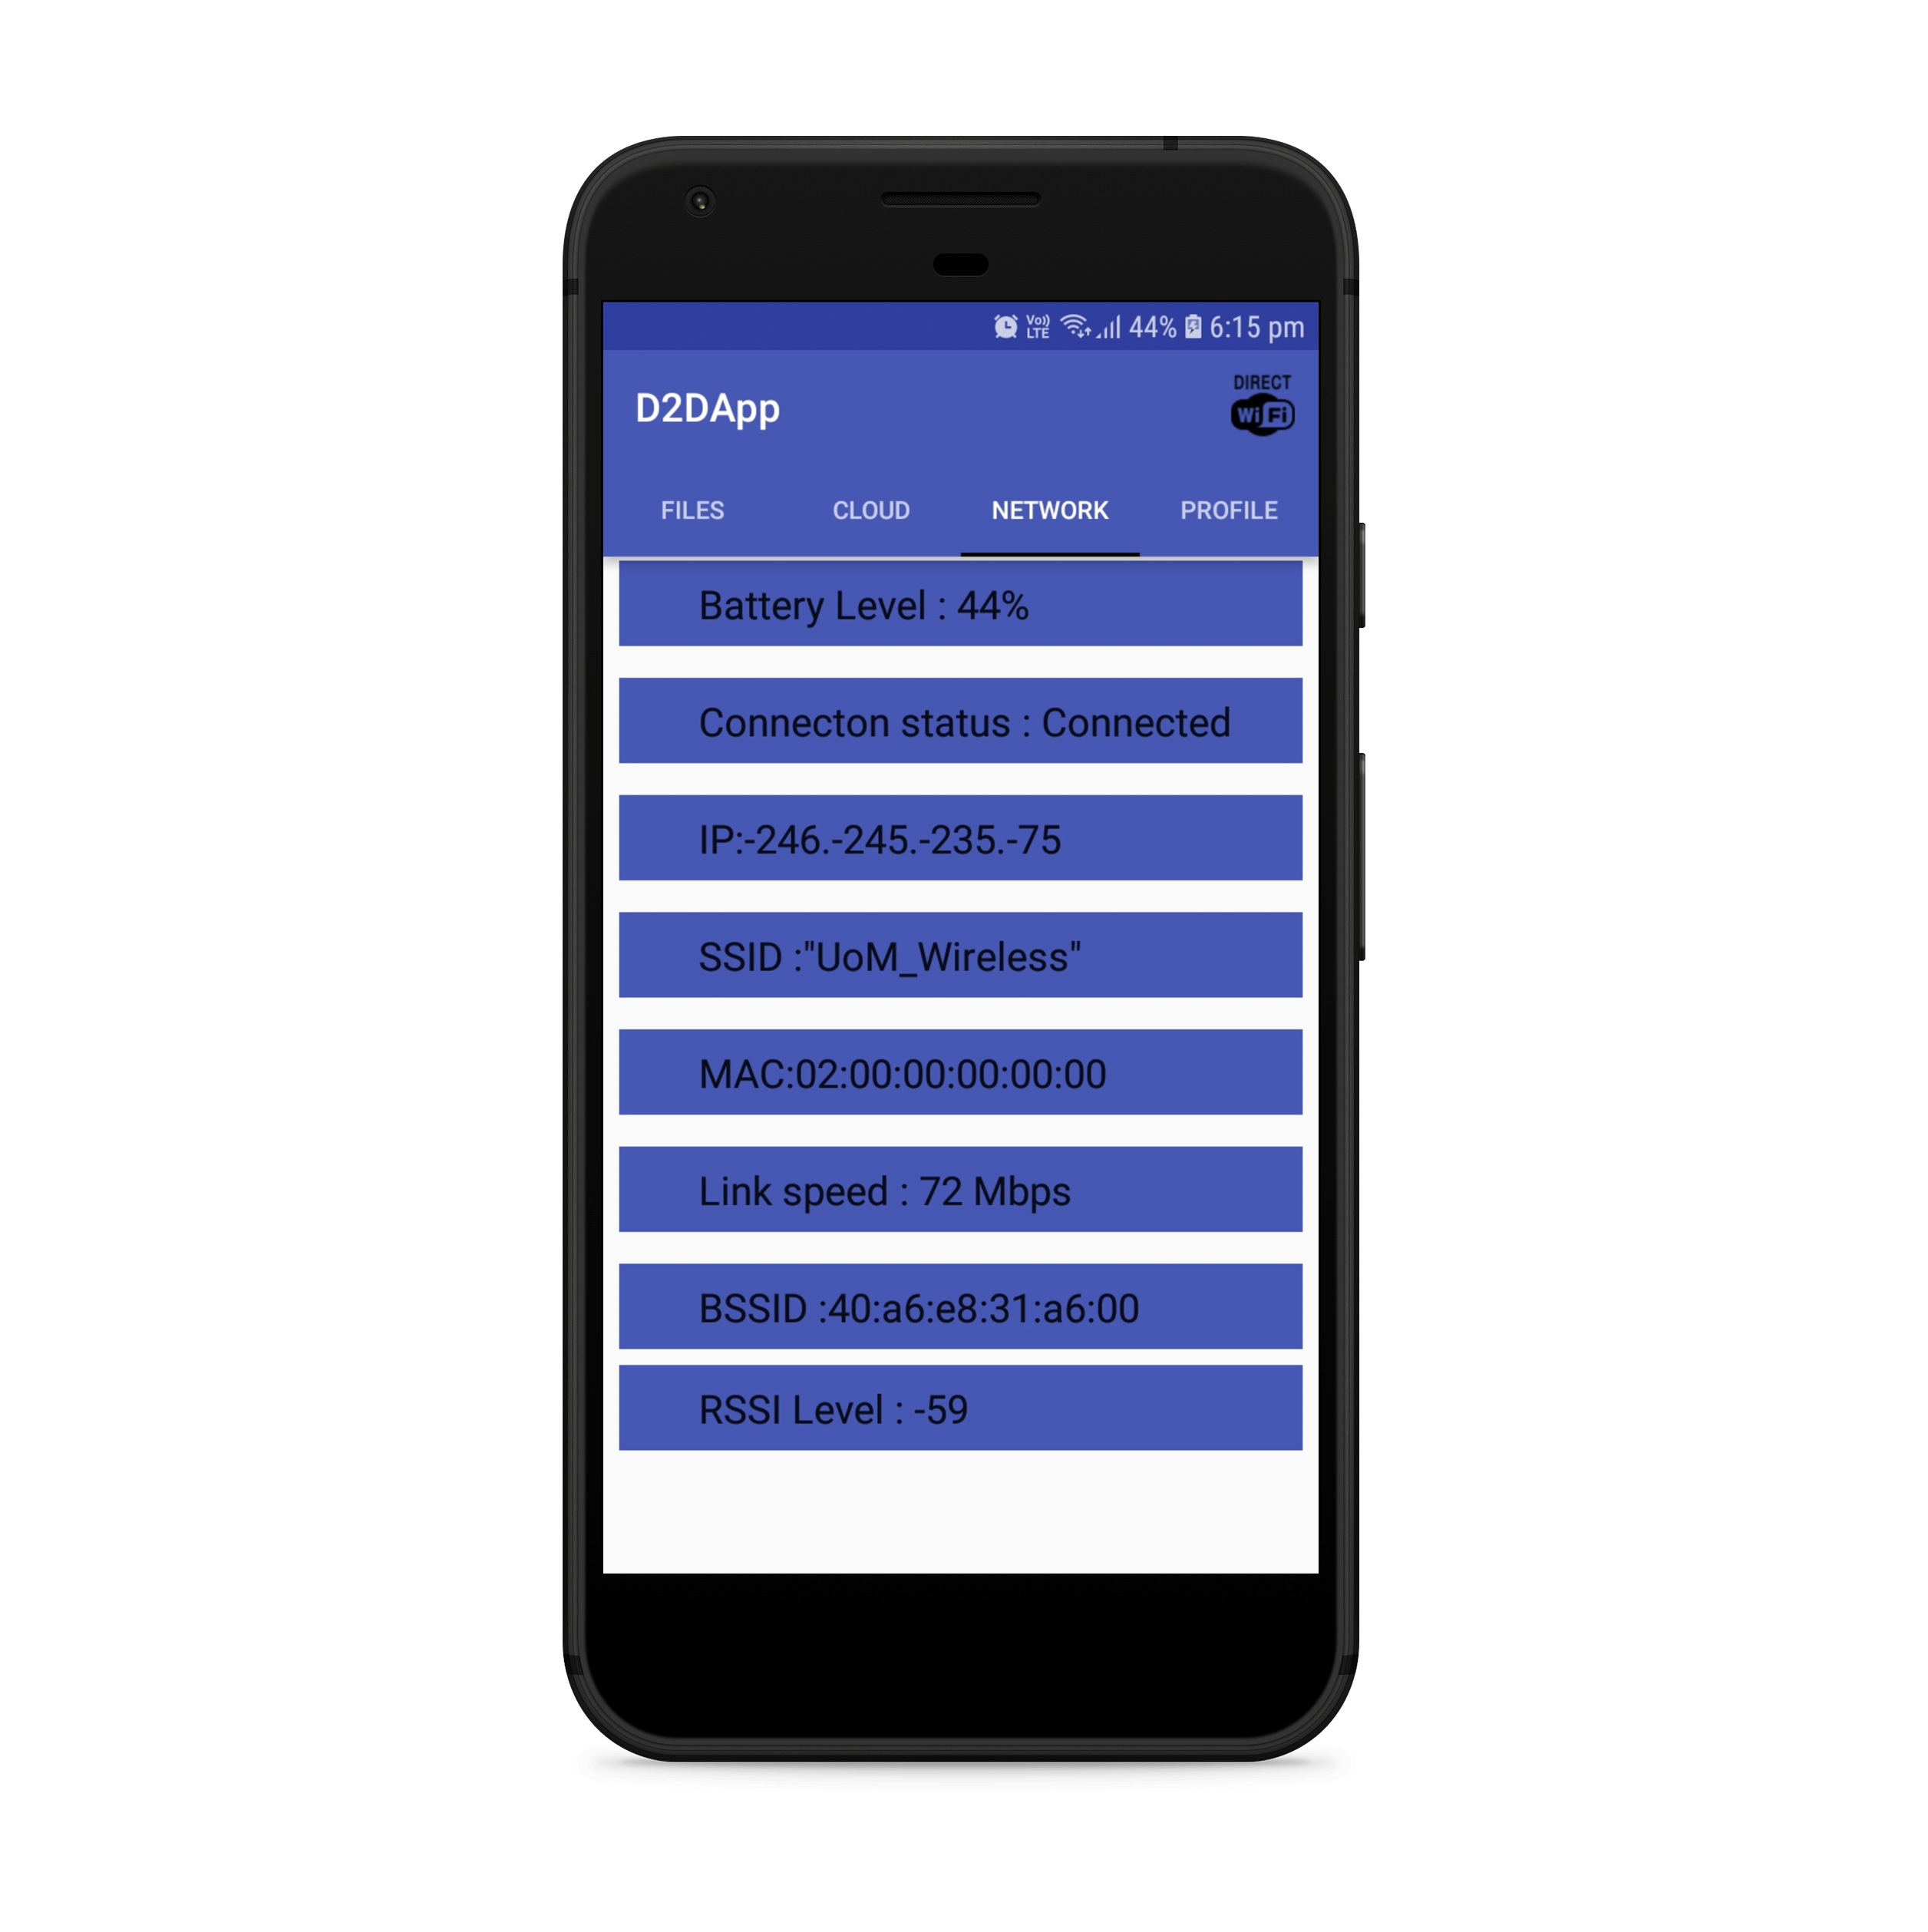 Vo)) LTE 44% 6:15 pm
D2DApp
DIRECT
Wi Fi
FILES CLOUD NETWORK PROFILE
Battery Level : 44%
Connecton status : Connected
IP:-246.-245.-235.-75
SSID :"UoM_Wireless"
MAC:02:00:00:00:00:00
Link speed : 72 Mbps
BSSID :40:a6:e8:31:a6:00
RSSI Level : -59